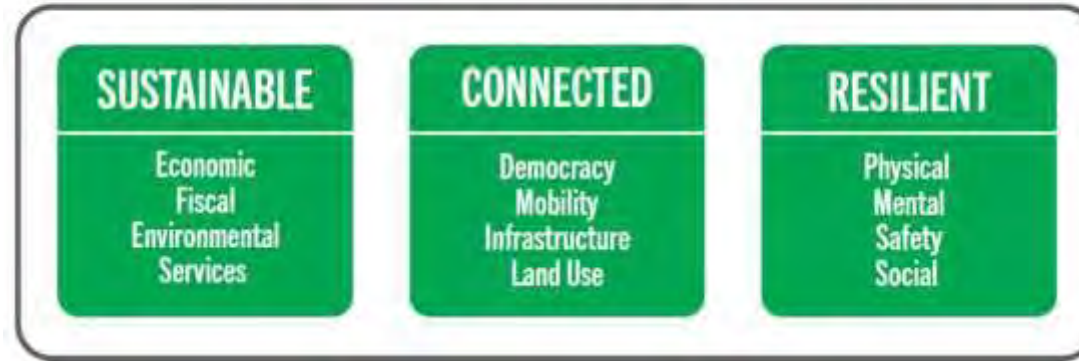 SUSTAINABLE
Economic
Fiscal
Environmental
Services
CONNECTED
Democracy
Mobility
Infrastructure
Land Use
RESILIENT
Physical
Mental
Safety
Social